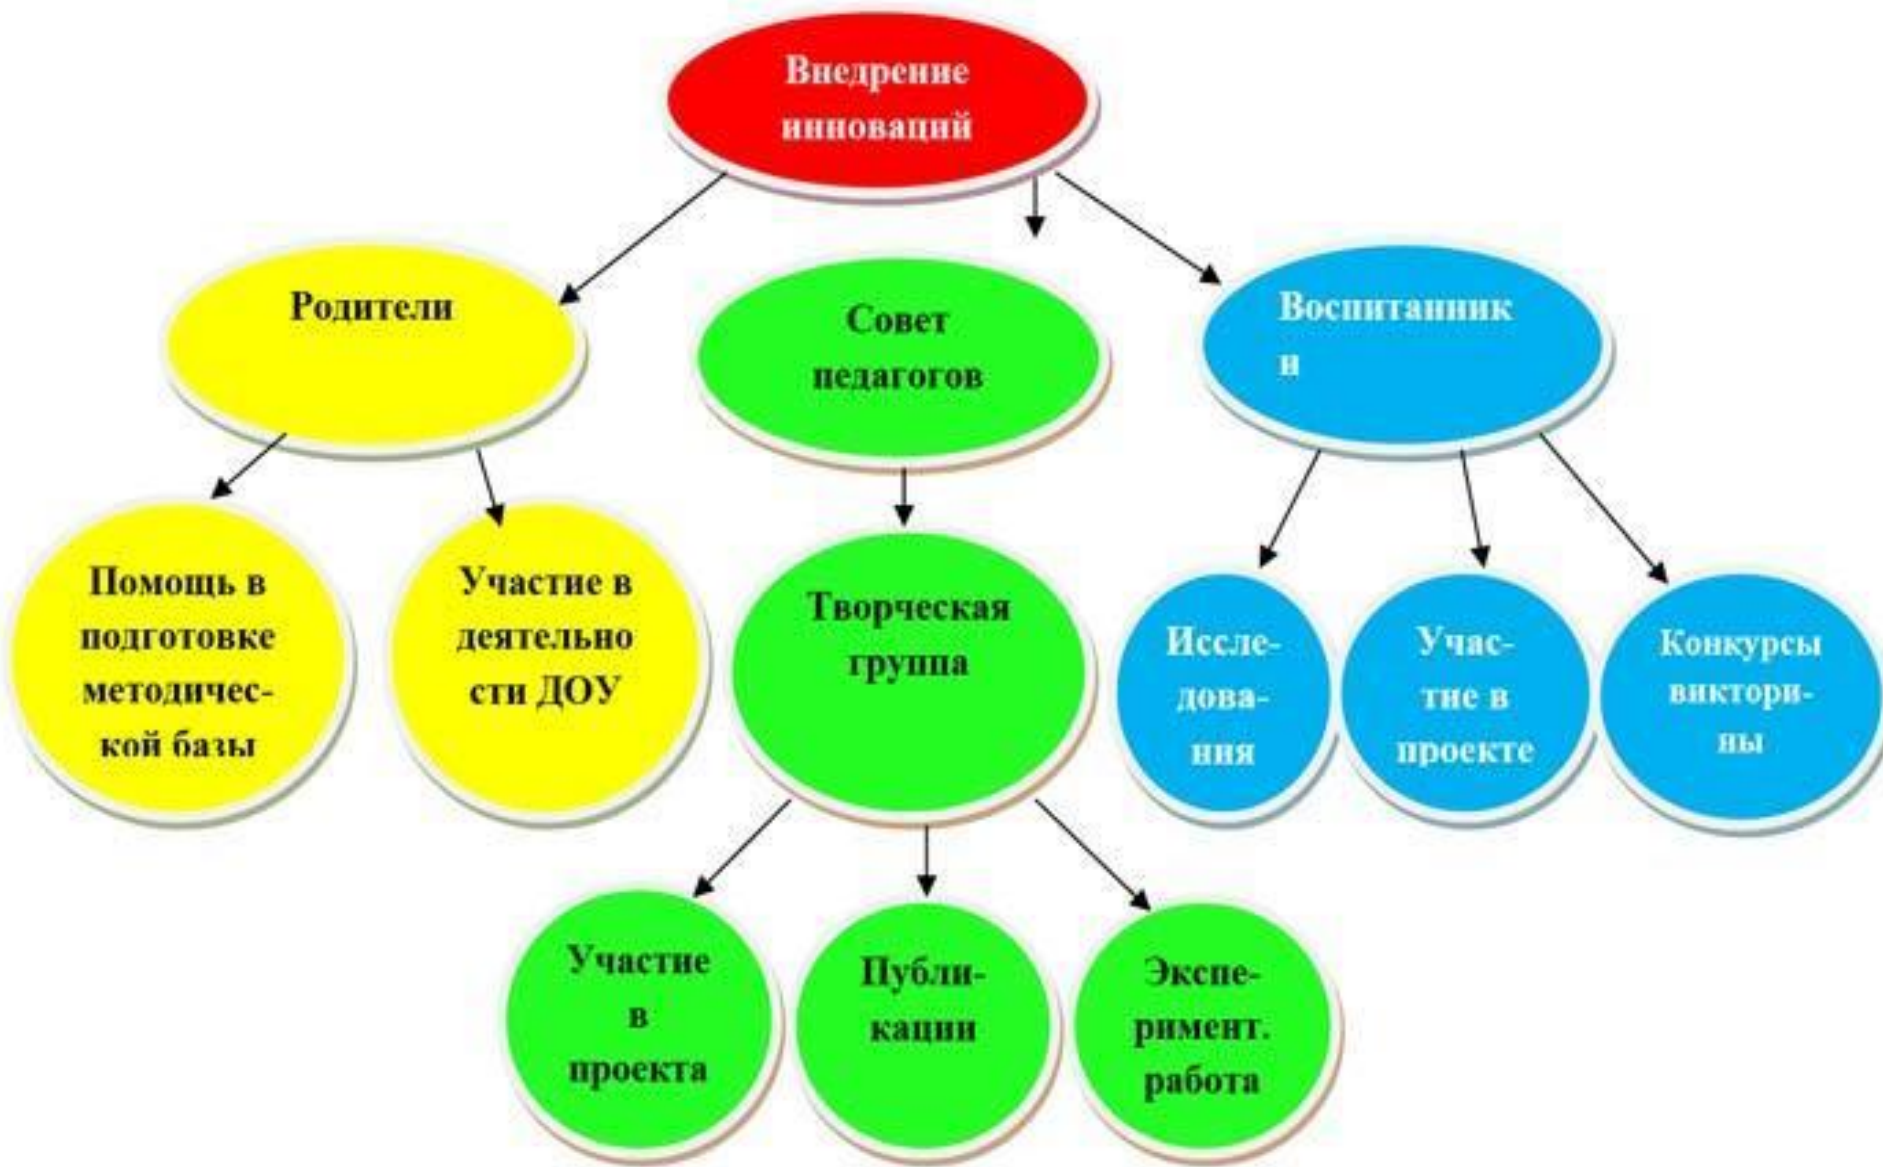 Внедрение
инноваций
Родители
Совет
педагогов
Воспитанник
и
Помощь в
подготовке
методичес-
кой базы
Участие в
деятельно
сти ДОУ
Творческая
группа
Иссле-
дова-
ния
Учас-
тие в
проекте
Конкурсы
виктори-
ны
Участие
в
проекта
Публи-
кации
Экспе-
римент.
работа